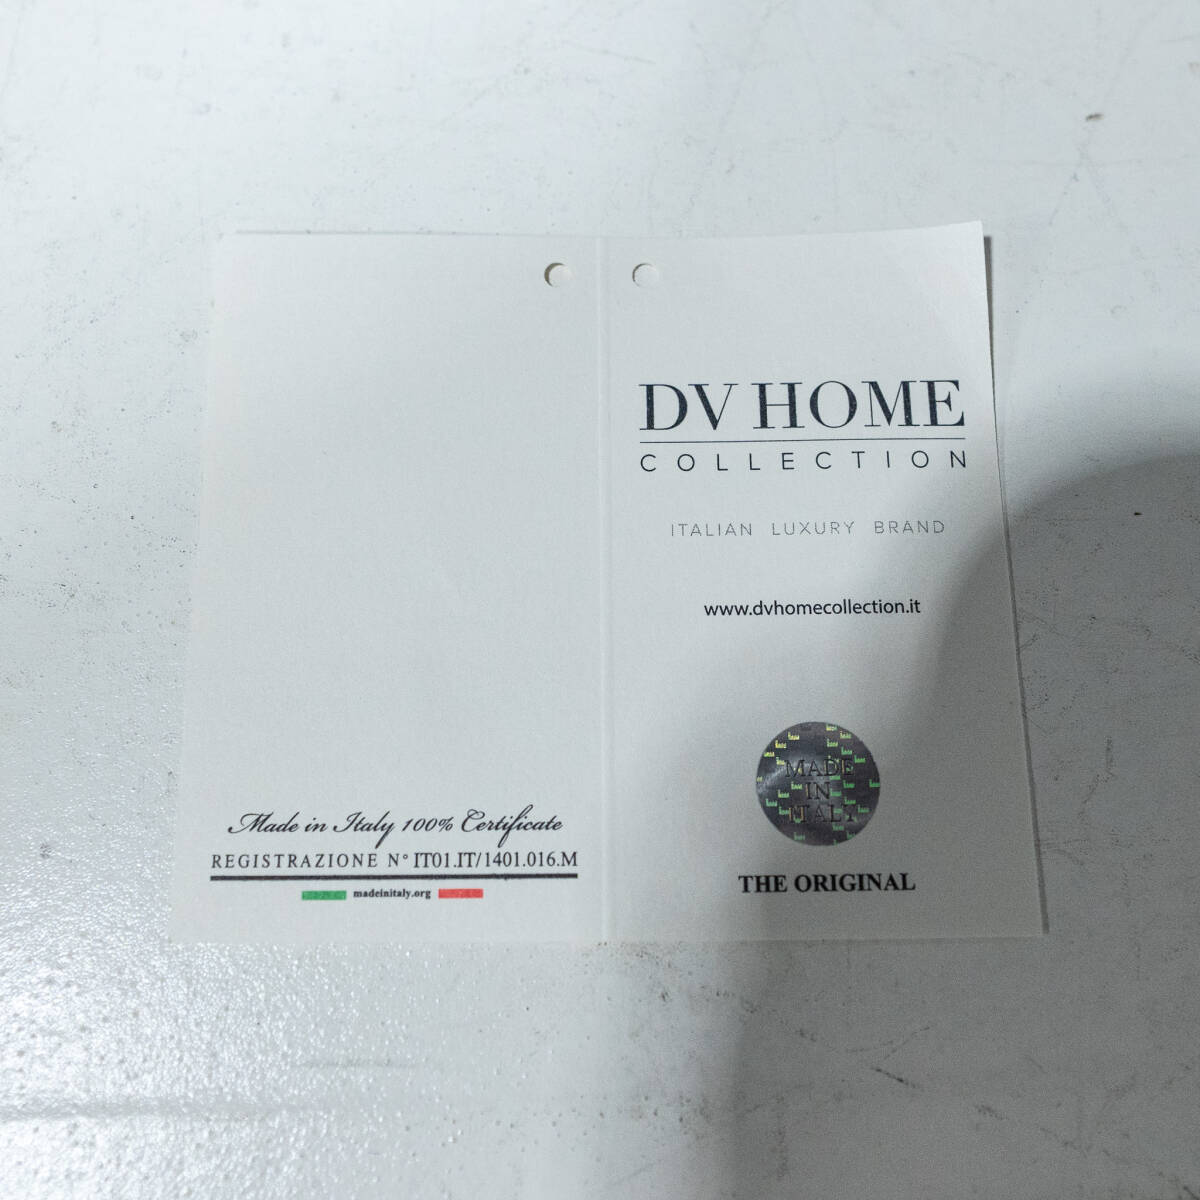 Made in Italy 100% Certificate
REGISTRAZIONE N° IT01.IT/1401.016.M
madeinitaly.org
DV HOME
COLLECTION
ITALIAN LUXURY BRAND
www.dvhomecollection.it
MADE
IN
ITALY
THE ORIGINAL